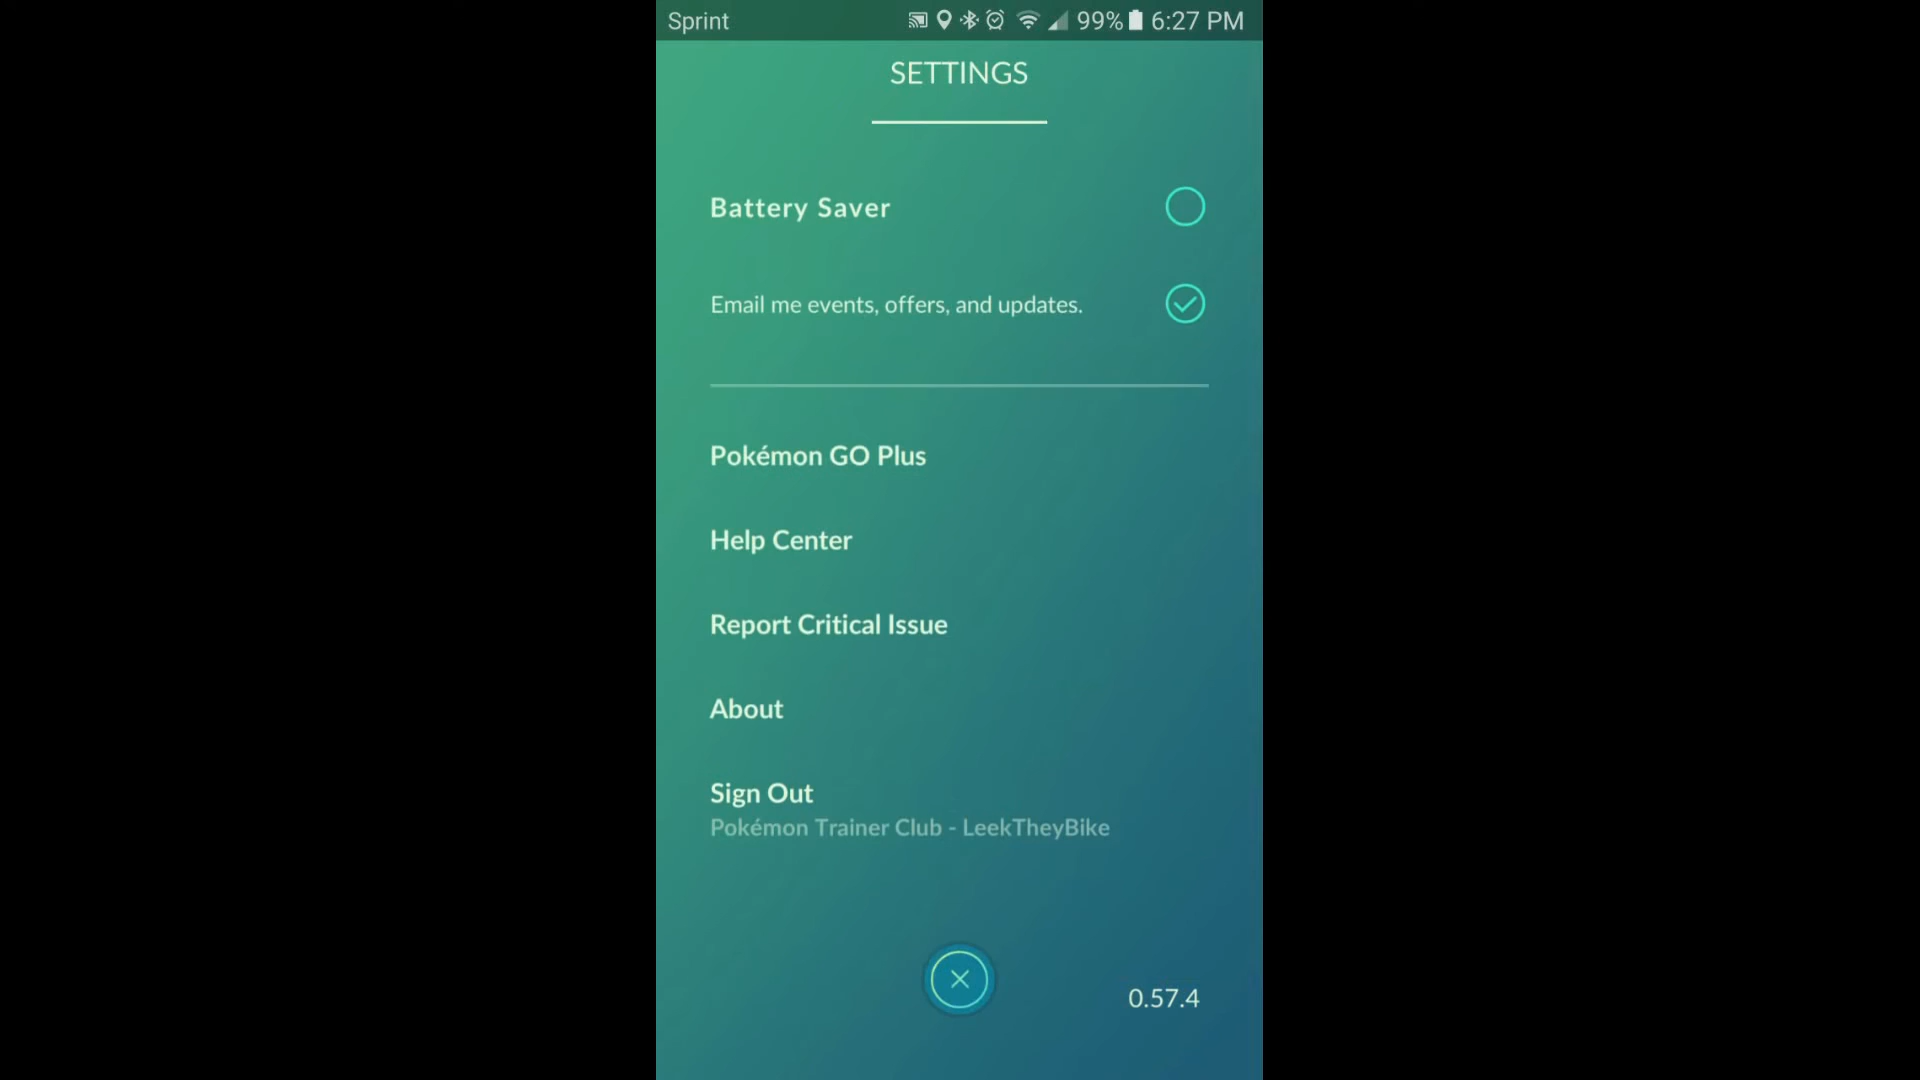 Sprint 99% 6:27 PM
SETTINGS
Battery Saver
Email me events, offers, and updates.
Pokémon GO Plus
Help Center
Report Critical Issue
About
Sign Out
Pokémon Trainer Club - LeekTheyBike
0.57.4